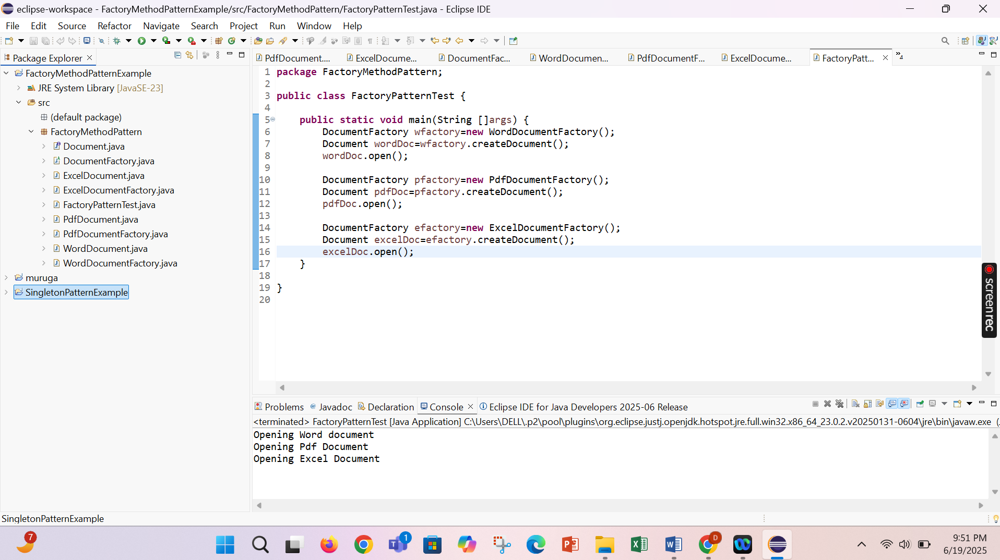 eclipse-workspace - FactoryMethodPatternExample/src/FactoryMethodPattern/FactoryPatternTest.java - Eclipse IDE
File Edit Source Refactor Navigate Search Project Run Window Help
Package Explorer
FactoryMethodPatternExample
JRE System Library [JavaSE-23]
src
(default package)
FactoryMethodPattern
Document.java
DocumentFactory.java
ExcelDocument.java
ExcelDocumentFactory.java
FactoryPatternTest.java
PdfDocument.java
PdfDocumentFactory.java
WordDocument.java
WordDocumentFactory.java
muruga
SingletonPatternExample
PdfDocument.... ExcelDocume... DocumentFac... WordDocumen... PdfDocumentF... ExcelDocume... FactoryPatt... »4
1 package FactoryMethodPattern;
2
3 public class FactoryPatternTest {
4
5 public static void main(String []args) {
6 DocumentFactory wfactory=new WordDocumentFactory();
7 Document wordDoc=wfactory.createDocument();
8 wordDoc.open();
9
10 DocumentFactory pfactory=new PdfDocumentFactory();
11 Document pdfDoc=pfactory.createDocument();
12 pdfDoc.open();
13
14 DocumentFactory efactory=new ExcelDocumentFactory();
15 Document excelDoc=efactory.createDocument();
16 excelDoc.open();
17 }
18
19 }
20
screenrec
Problems @ Javadoc Declaration Console Eclipse IDE for Java Developers 2025-06 Release
<terminated> FactoryPatternTest [Java Application] C:\Users\DELL\.p2\pool\plugins\org.eclipse.justj.openjdk.hotspot.jre.full.win32.x86_64_23.0.2.v20250131-0604\jre\bin\javaw.exe (.
Opening Word document
Opening Pdf Document
Opening Excel Document
SingletonPatternExample
7
1
D
9:51 PM
6/19/2025